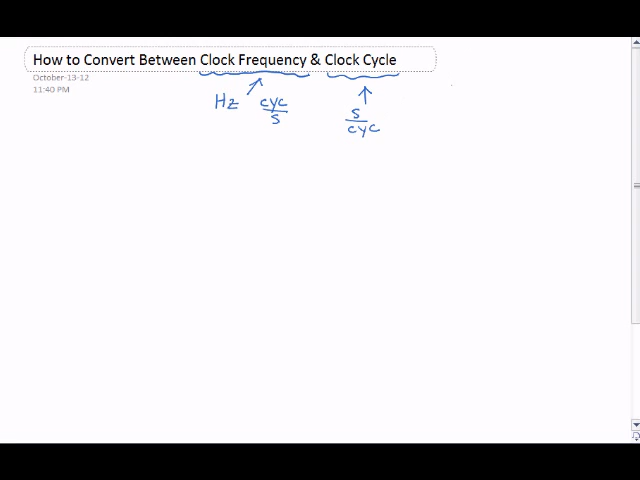 How to Convert Between Clock Frequency & Clock Cycle
October-13-12
11:40 PM
Hz cyc/s
s/cyc